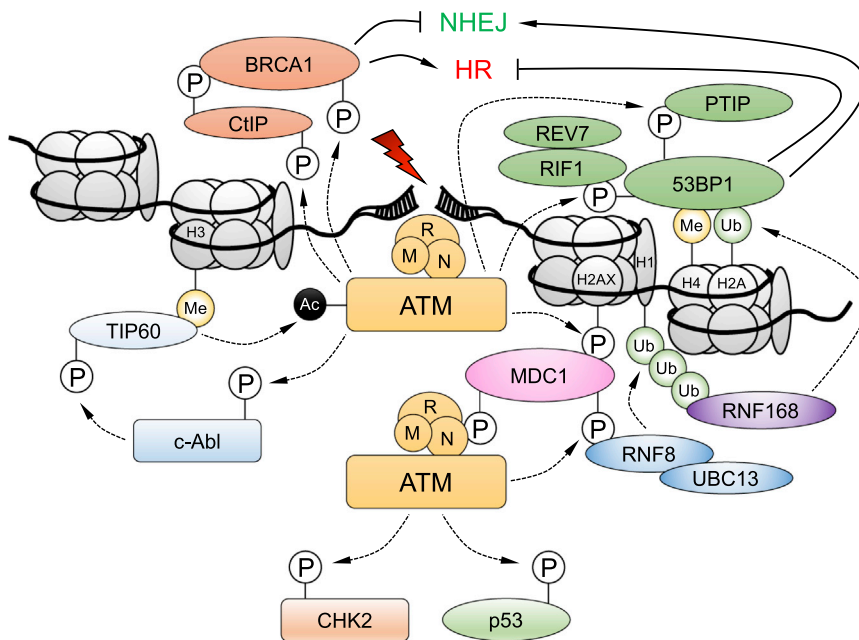 NHEJ
BRCA1
P
HR
P
PTIP
CtIP
P
P
REV7
P
RIF1
53BP1
P
R
Me
Ub
H3
M
N
H1
H2AX
H4
H2A
Me
Ac
ATM
TIP60
P
Ub
MDC1
Ub
P
P
Ub
RNF168
R
M
N
P
P
c-Abl
RNF8
ATM
UBC13
P
P
CHK2
p53